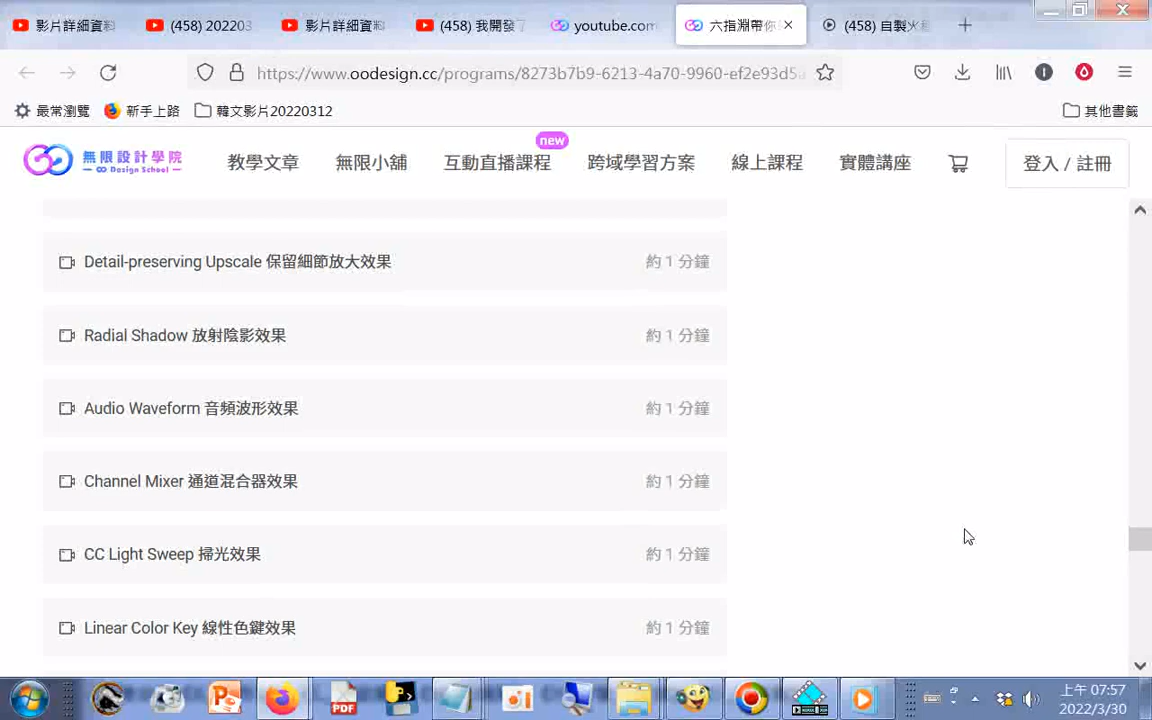 影片詳細資料
(458) 202203
影片詳細資料
(458) 我開發了
youtube.com
六指淵帶你
(458) 自製火
https://www.oodesign.cc/programs/8273b7b9-6213-4a70-9960-ef2e93d5a
最常瀏覽
新手上路
韓文影片20220312
其他書籤
無限設計學院
Design School
教學文章
無限小舖
new
互動直播課程
跨域學習方案
線上課程
實體講座
登入 / 註冊
Detail-preserving Upscale 保留細節放大效果 約 1 分鐘
Radial Shadow 放射陰影效果 約 1 分鐘
Audio Waveform 音頻波形效果 約 1 分鐘
Channel Mixer 通道混合器效果 約 1 分鐘
CC Light Sweep 掃光效果 約 1 分鐘
Linear Color Key 線性色鍵效果 約 1 分鐘
PDF
上午 07:57
2022/3/30